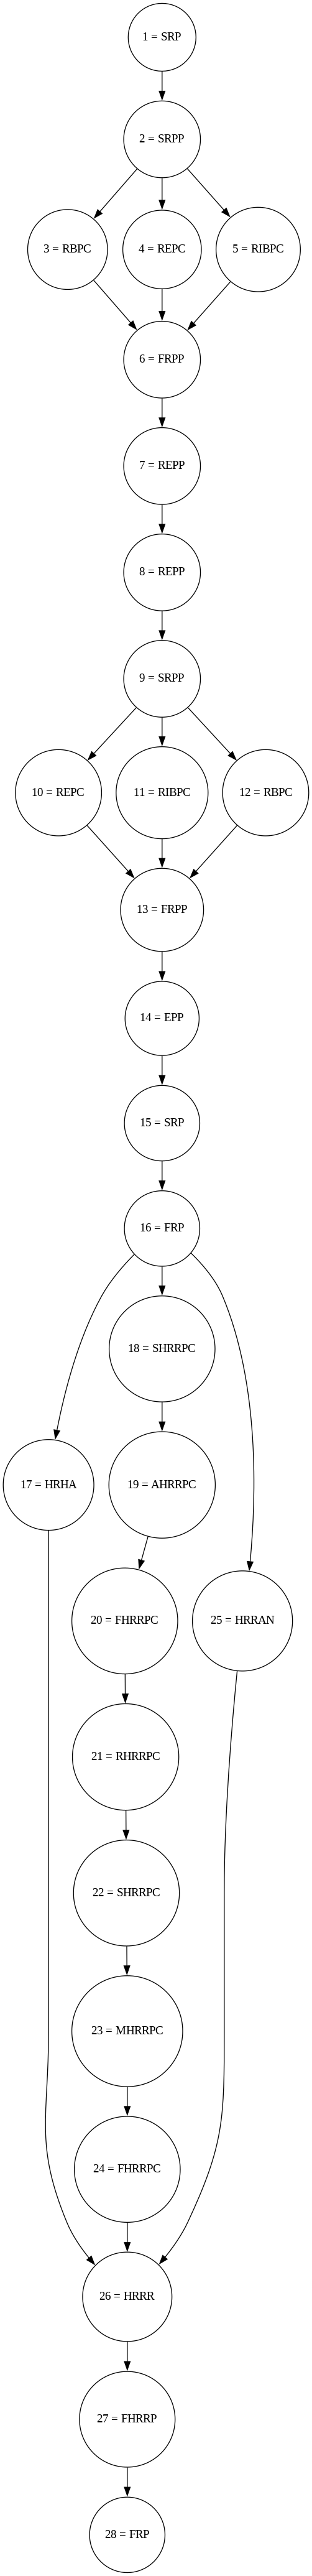 1 = SRP
2 = SRPP
3 = RBPC
4 = REPC
5 = RIBPC
6 = FRPP
7 = REPP
8 = REPP
9 = SRPP
10 = REPC
11 = RIBPC
12 = RBPC
13 = FRPP
14 = EPP
15 = SRP
16 = FRP
18 = SHRRPC
17 = HRHA
19 = AHRRPC
20 = FHRRPC
25 = HRRAN
21 = RHRRPC
22 = SHRRPC
23 = MHRRPC
24 = FHRRPC
26 = HRRR
27 = FHRRP
28 = FRP